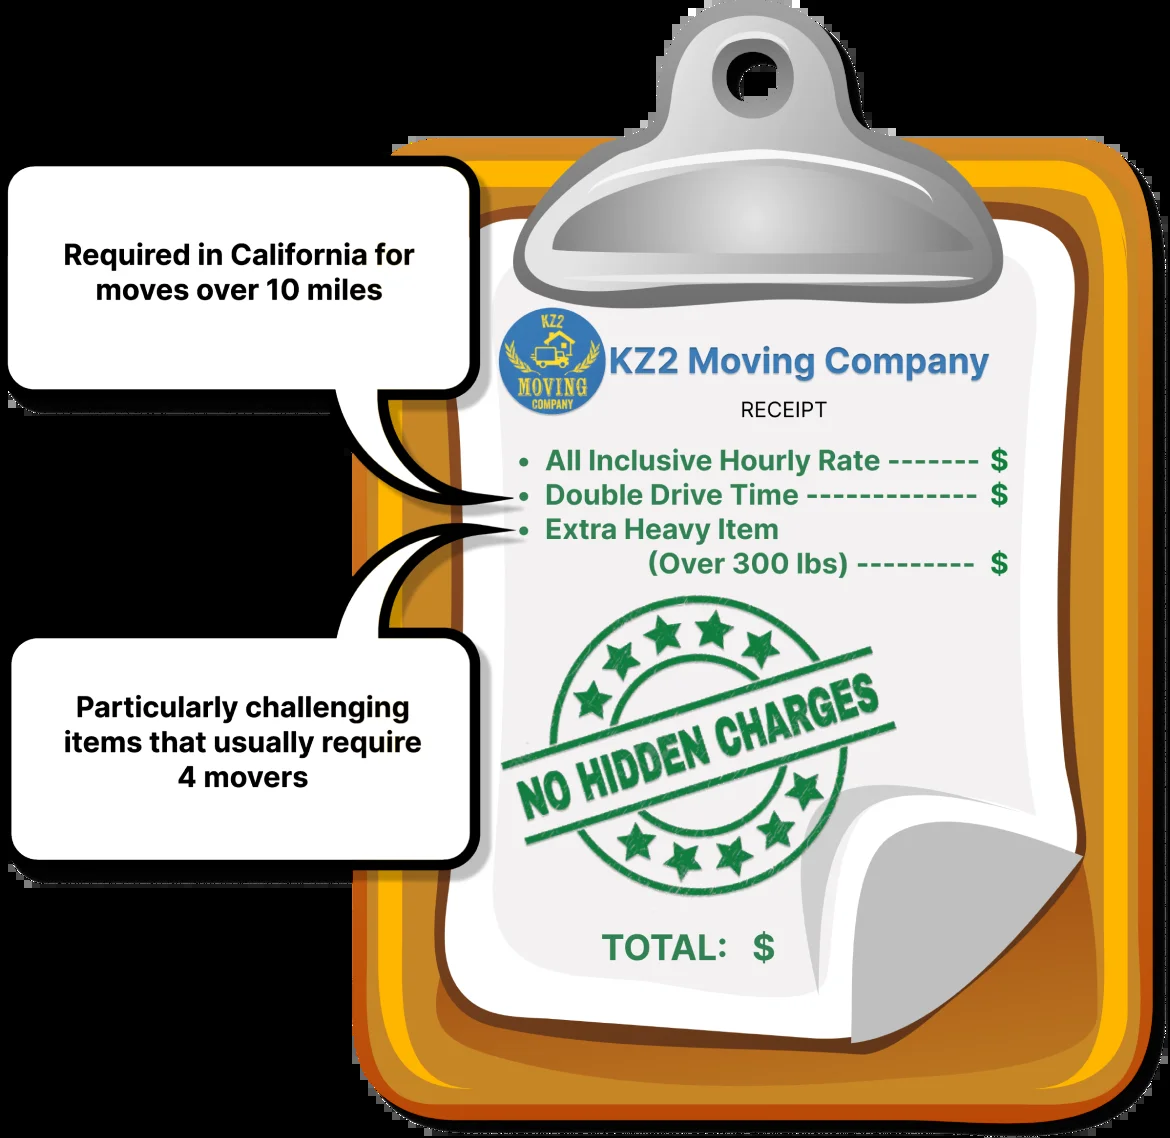 Required in California for
moves over 10 miles
KZ2
MOVING
COMPANY
KZ2 Moving Company
RECEIPT
• All Inclusive Hourly Rate ------- $
• Double Drive Time ------------- $
• Extra Heavy Item
(Over 300 lbs) --------- $
Particularly challenging
items that usually require
4 movers
NO HIDDEN CHARGES
TOTAL: $